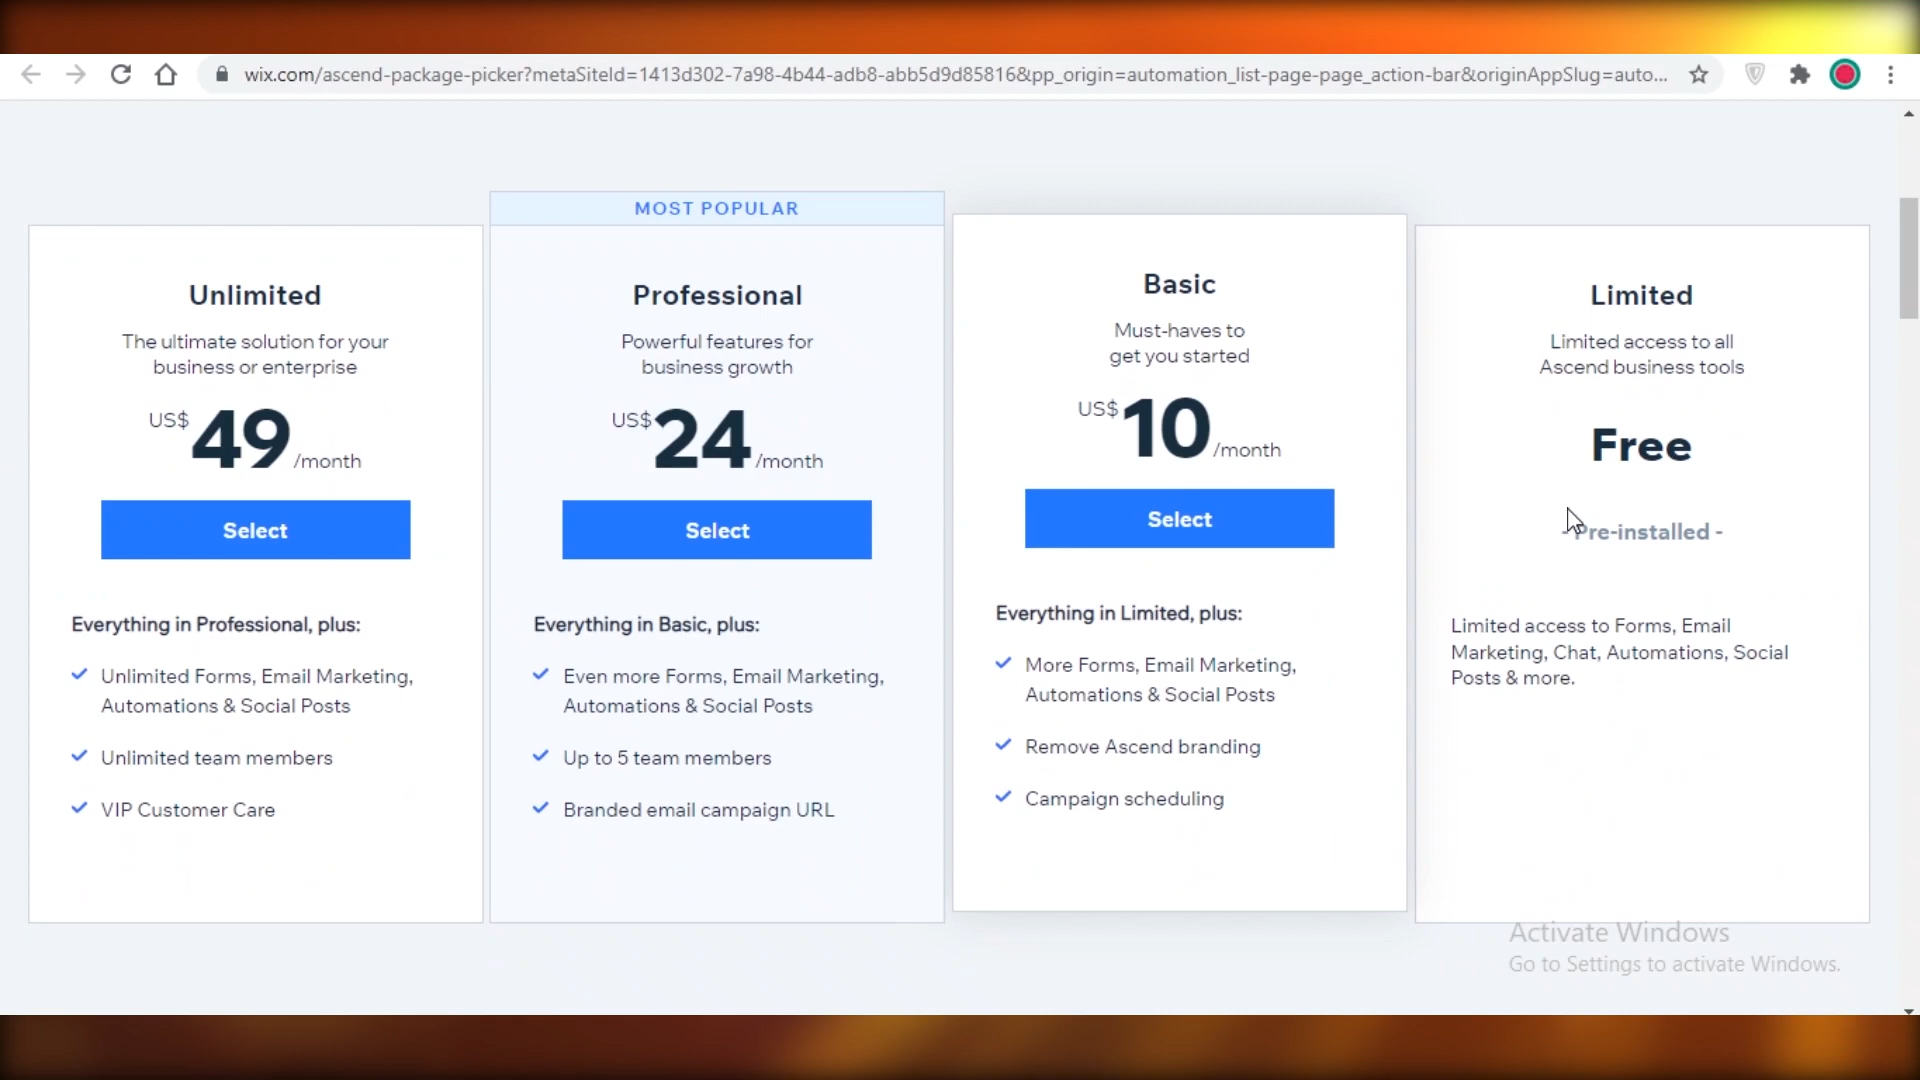 wix.com/ascend-package-picker?metaSiteId=1413d302-7a98-4b44-adb8-abb5d9d85816&pp_origin=automation_list-page-page_action-bar&originAppSlug=auto...
Unlimited
The ultimate solution for your
business or enterprise
US$49/month
Select
Everything in Professional, plus:
Unlimited Forms, Email Marketing,
Automations & Social Posts
Unlimited team members
VIP Customer Care
MOST POPULAR
Professional
Powerful features for
business growth
US$24/month
Select
Everything in Basic, plus:
Even more Forms, Email Marketing,
Automations & Social Posts
Up to 5 team members
Branded email campaign URL
Basic
Must-haves to
get you started
US$10/month
Select
Everything in Limited, plus:
More Forms, Email Marketing,
Automations & Social Posts
Remove Ascend branding
Campaign scheduling
Limited
Limited access to all
Ascend business tools
Free
- Pre-installed -
Limited access to Forms, Email
Marketing, Chat, Automations, Social
Posts & more.
Activate Windows
Go to Settings to activate Windows.